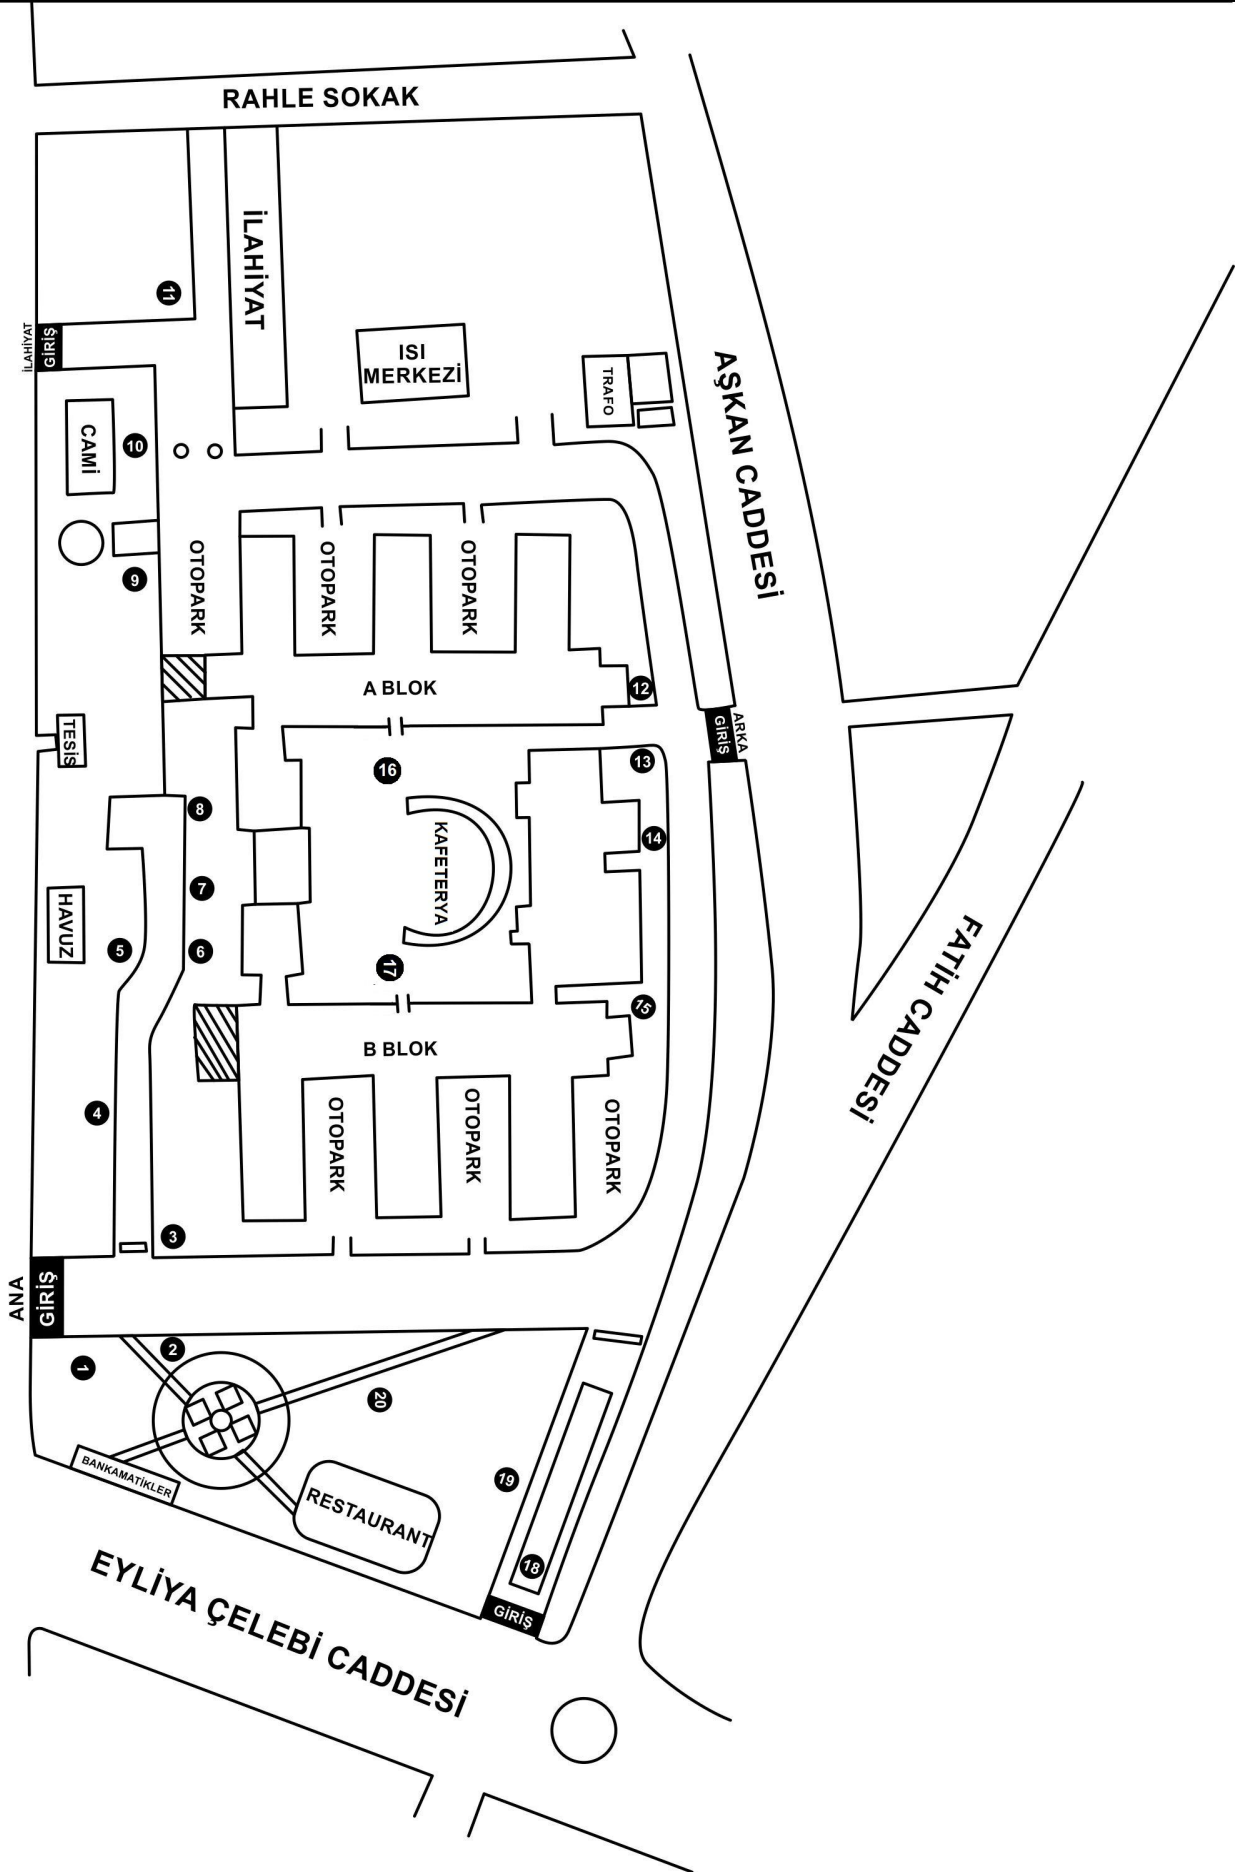 RAHLE SOKAK
İLAHİYAT
11
İLAHİYAT
GİRİŞ
ISI
MERKEZİ
TRAFO
AŞKAN CADDESİ
CAMİ
10
9
OTOPARK
OTOPARK
OTOPARK
A BLOK
12
ARKA
GİRİŞ
TESİS
13
16
8
14
KAFETERYA
7
HAVUZ
5
6
17
15
FATİH CADDESİ
B BLOK
4
OTOPARK
OTOPARK
OTOPARK
3
ANA
GİRİŞ
2
1
20
BANKAMATİKLER
RESTAURANT
19
18
GİRİŞ
EYLİYA ÇELEBİ CADDESİ